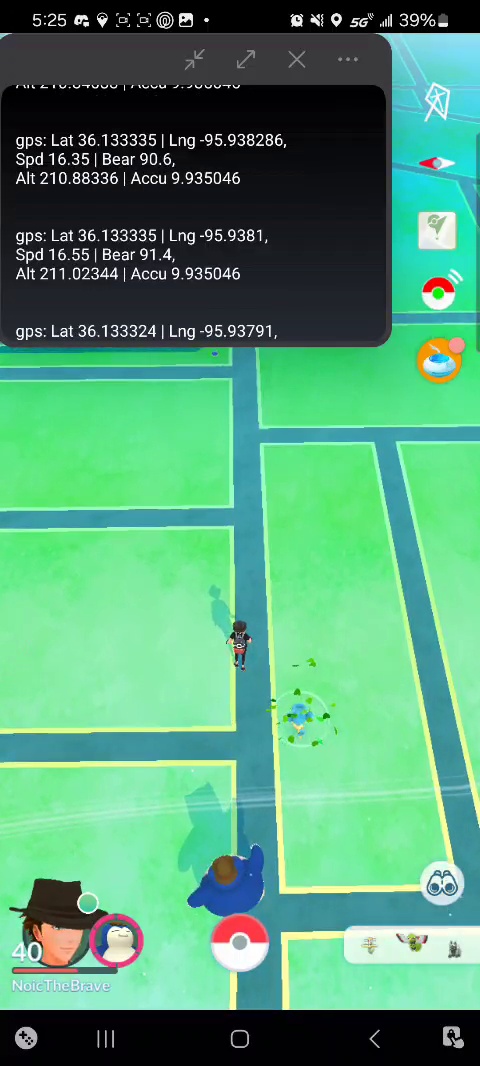 5:25
5G
39%
gps: Lat 36.133335 | Lng -95.938286,
Spd 16.35 | Bear 90.6,
Alt 210.88336 | Accu 9.935046
gps: Lat 36.133335 | Lng -95.9381,
Spd 16.55 | Bear 91.4,
Alt 211.02344 | Accu 9.935046
gps: Lat 36.133324 | Lng -95.93791,
40
NoicTheBrave